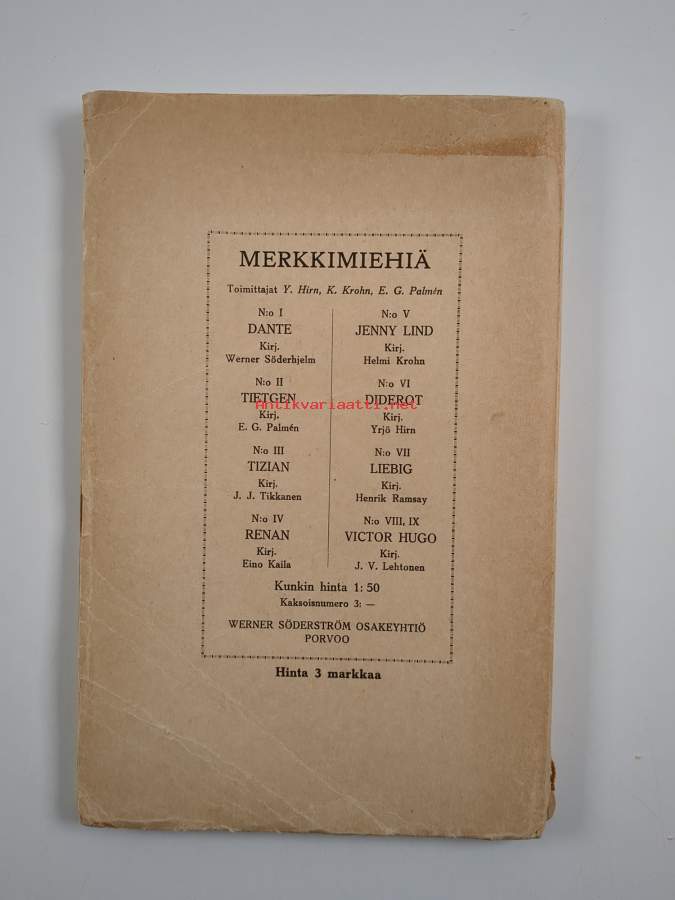 MERKKIMIEHIÄ
Toimittajat Y. Hirn, K. Krohn, E. G. Palmén
N:o I
DANTE
Kirj.
Werner Söderhjelm
N:o II
TIETGEN
Kirj.
E. G. Palmén
N:o III
TIZIAN
Kirj.
J. J. Tikkanen
N:o IV
RENAN
Kirj.
Eino Kaila
N:o V
JENNY LIND
Kirj.
Helmi Krohn
N:o VI
DIDEROT
Kirj.
Yrjö Hirn
N:o VII
LIEBIG
Kirj.
Henrik Ramsay
N:o VIII, IX
VICTOR HUGO
Kirj.
J. V. Lehtonen
Kunkin hinta 1: 50
Kaksoisnumero 3: —
WERNER SÖDERSTRÖM OSAKEYHTIÖ
PORVOO
Hinta 3 markkaa
Antikvariaatti.net